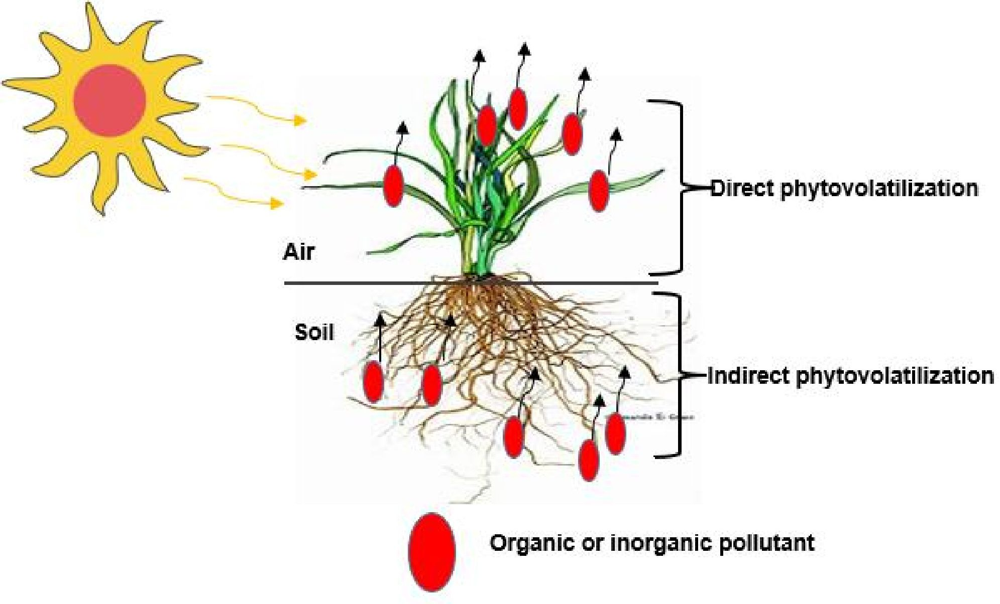 Direct phytovolatilization
Air
Soil
Indirect phytovolatilization
Organic or inorganic pollutant